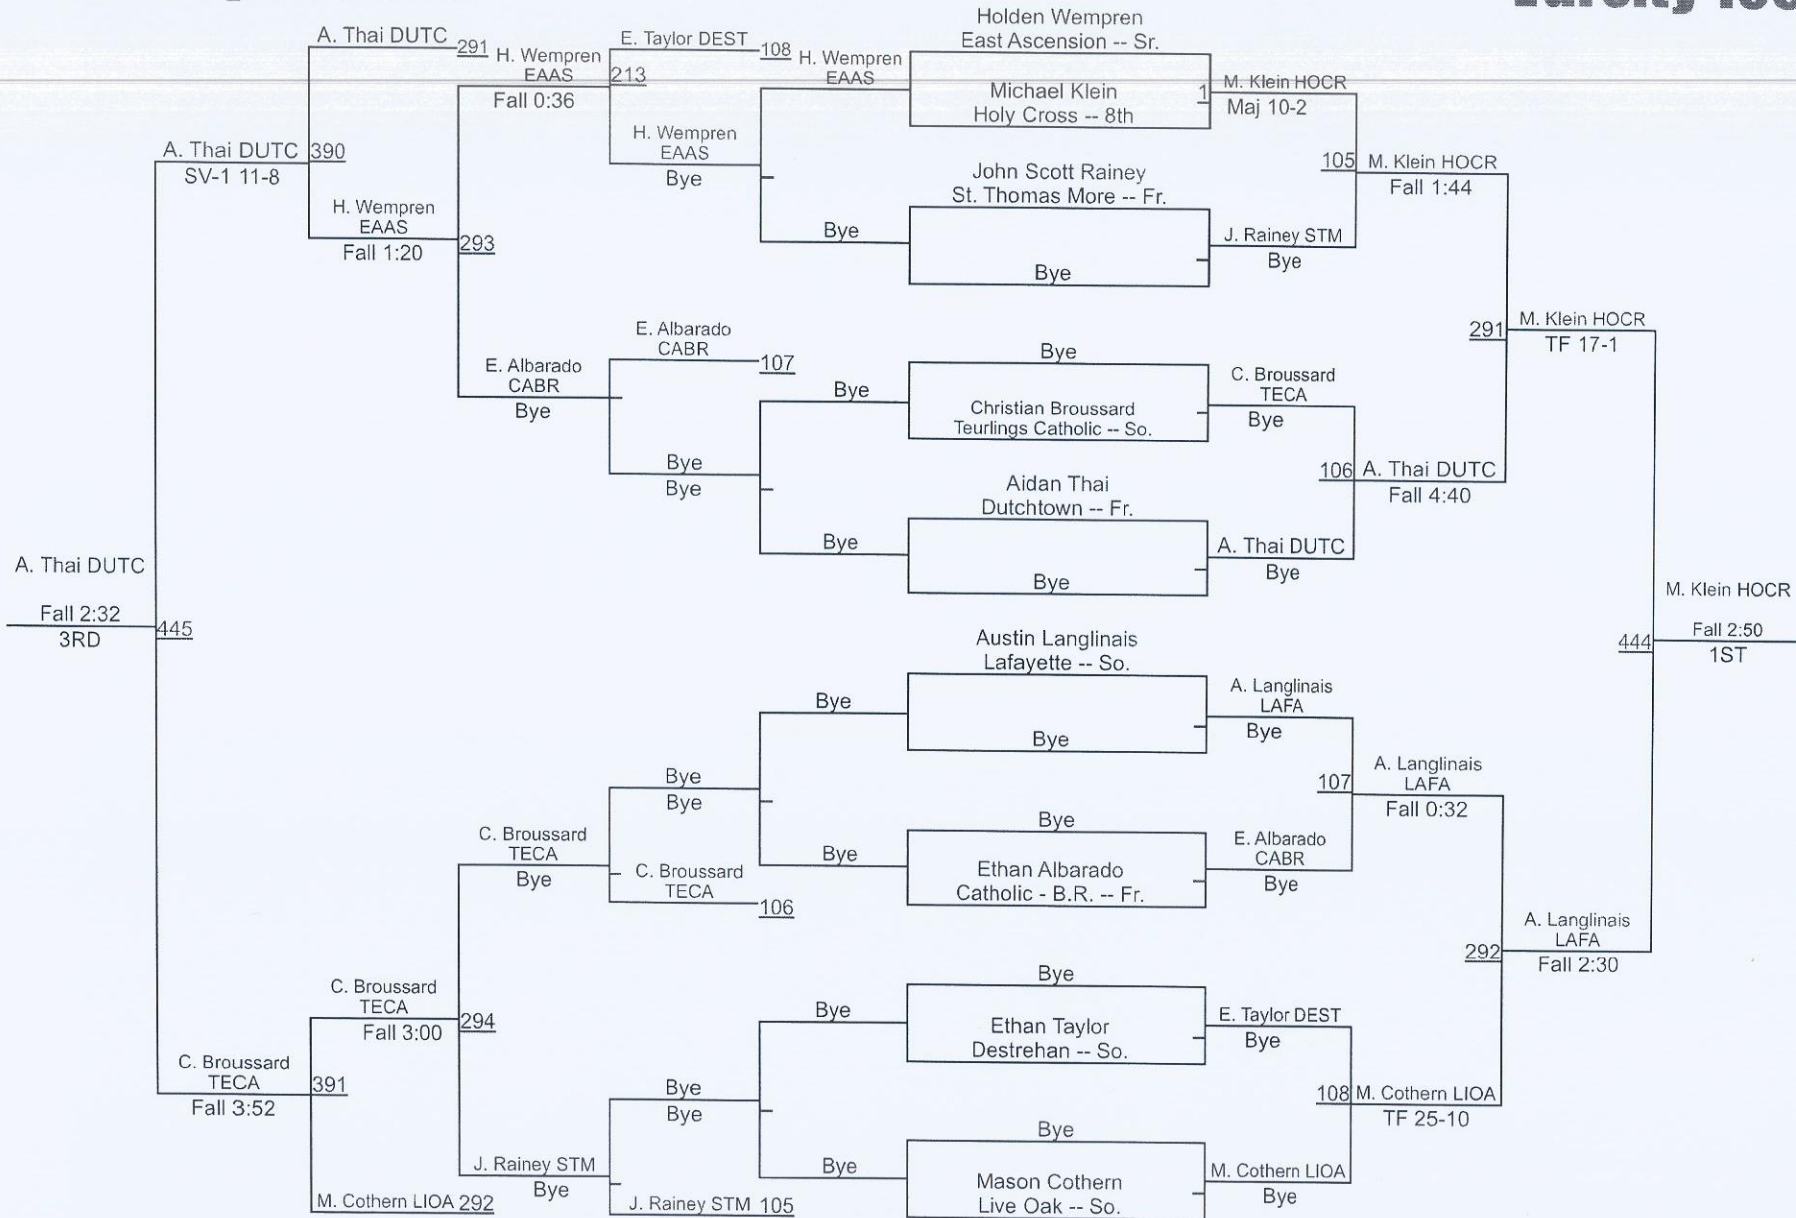 A. Thai DUTC
291
H. Wempren
EAAS
Fall 0:36
E. Taylor DEST
108
213
H. Wempren
EAAS
Holden Wempren
East Ascension -- Sr.
Michael Klein
Holy Cross -- 8th
1
M. Klein HOCR
Maj 10-2
A. Thai DUTC
390
SV-1 11-8
H. Wempren
EAAS
Bye
John Scott Rainey
St. Thomas More -- Fr.
105
M. Klein HOCR
Fall 1:44
H. Wempren
EAAS
Fall 1:20
293
Bye
Bye
J. Rainey STM
Bye
E. Albarado
CABR
107
E. Albarado
CABR
Bye
Bye
Bye
Christian Broussard
Teurlings Catholic -- So.
C. Broussard
TECA
Bye
291
M. Klein HOCR
TF 17-1
Bye
Bye
Aidan Thai
Dutchtown -- Fr.
106
A. Thai DUTC
Fall 4:40
Bye
Bye
A. Thai DUTC
Bye
A. Thai DUTC
Fall 2:32
3RD
445
M. Klein HOCR
444
Fall 2:50
1ST
Austin Langlinais
Lafayette -- So.
Bye
Bye
A. Langlinais
LAFA
Bye
Bye
Bye
107
A. Langlinais
LAFA
Fall 0:32
C. Broussard
TECA
Bye
C. Broussard
TECA
106
Bye
Bye
Ethan Albarado
Catholic - B.R. -- Fr.
E. Albarado
CABR
Bye
292
A. Langlinais
LAFA
Fall 2:30
C. Broussard
TECA
Fall 3:00
294
Bye
Bye
Ethan Taylor
Destrehan -- So.
E. Taylor DEST
Bye
C. Broussard
TECA
Fall 3:52
391
Bye
Bye
108
M. Cothern LIOA
TF 25-10
J. Rainey STM
Bye
Bye
Bye
Mason Cothern
Live Oak -- So.
M. Cothern LIOA
Bye
M. Cothern LIOA
292
J. Rainey STM
105